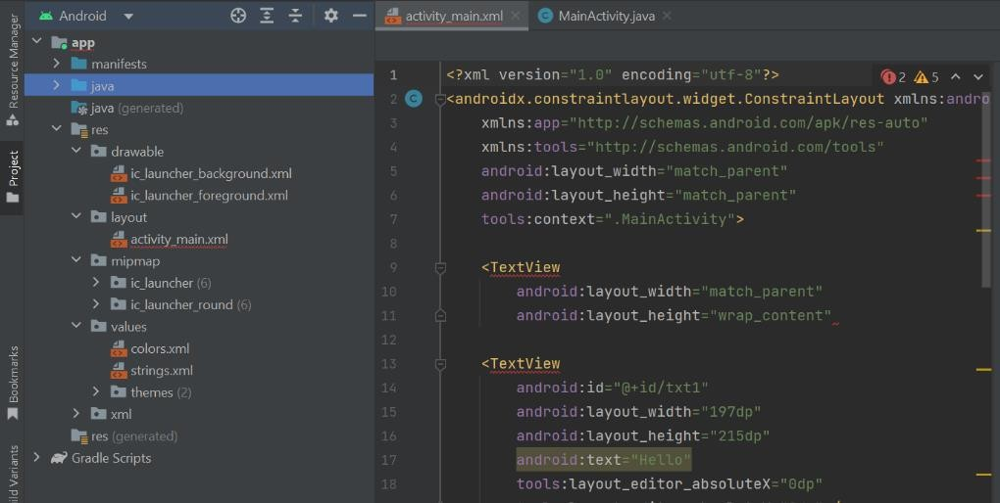 Android
activity_main.xml
MainActivity.java
Resource Manager
Project
Bookmarks
ild Variants
app
manifests
java
java (generated)
res
drawable
ic_launcher_background.xml
ic_launcher_foreground.xml
layout
activity_main.xml
mipmap
ic_launcher (6)
ic_launcher_round (6)
values
colors.xml
strings.xml
themes (2)
xml
res (generated)
Gradle Scripts
2 5
1 <?xml version="1.0" encoding="utf-8"?>
2 <androidx.constraintlayout.widget.ConstraintLayout xmlns:andro
3 xmlns:app="http://schemas.android.com/apk/res-auto"
4 xmlns:tools="http://schemas.android.com/tools"
5 android:layout_width="match_parent"
6 android:layout_height="match_parent"
7 tools:context=".MainActivity">
8
9 <TextView
10 android:layout_width="match_parent"
11 android:layout_height="wrap_content"
12
13 <TextView
14 android:id="@+id/txt1"
15 android:layout_width="197dp"
16 android:layout_height="215dp"
17 android:text="Hello"
18 tools:layout_editor_absoluteX="0dp"